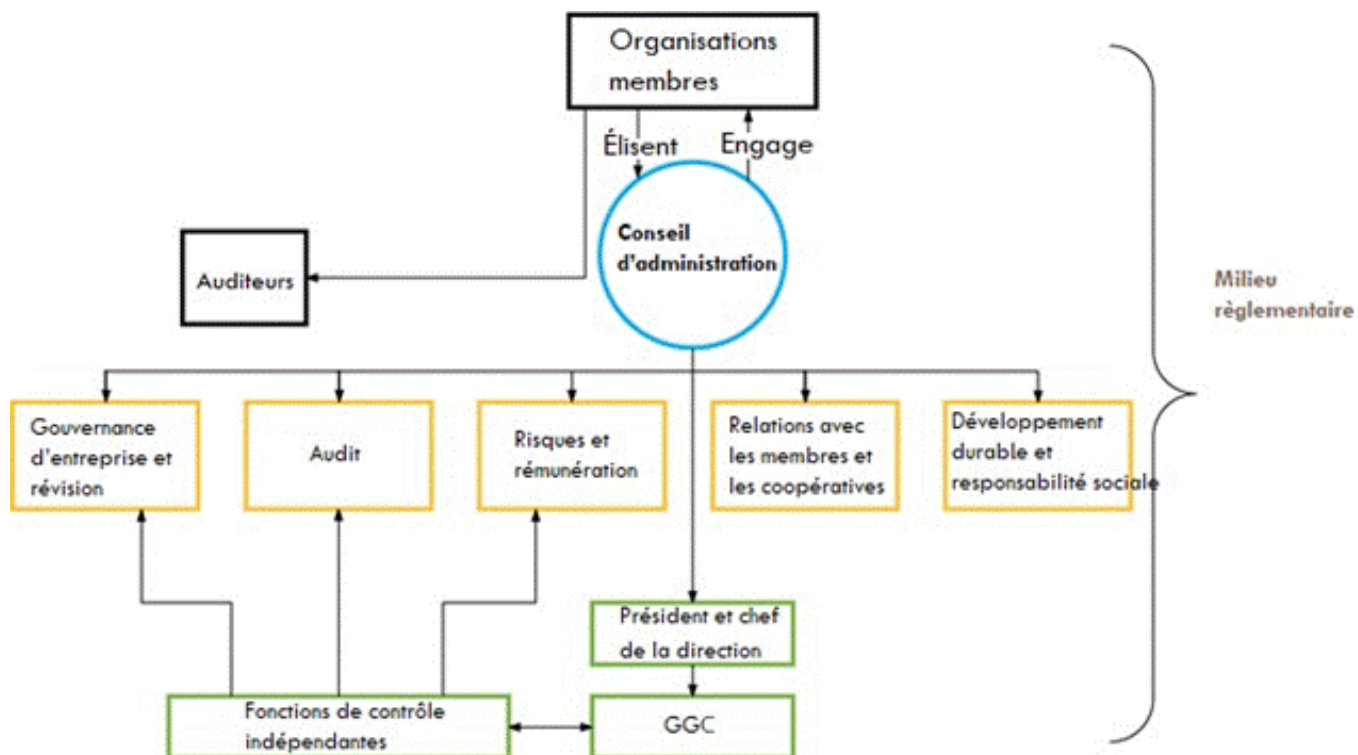 Organisations
membres
Élisent
Engage
Conseil
d'administration
Auditeurs
Milieu
règlementaire
Gouvernance
d'entreprise et
révision
Audit
Risques et
rémunération
Relations avec
les membres et
les coopératives
Développement
durable et
responsabilité sociale
Président et chef
de la direction
Fonctions de contrôle
indépendantes
GGC